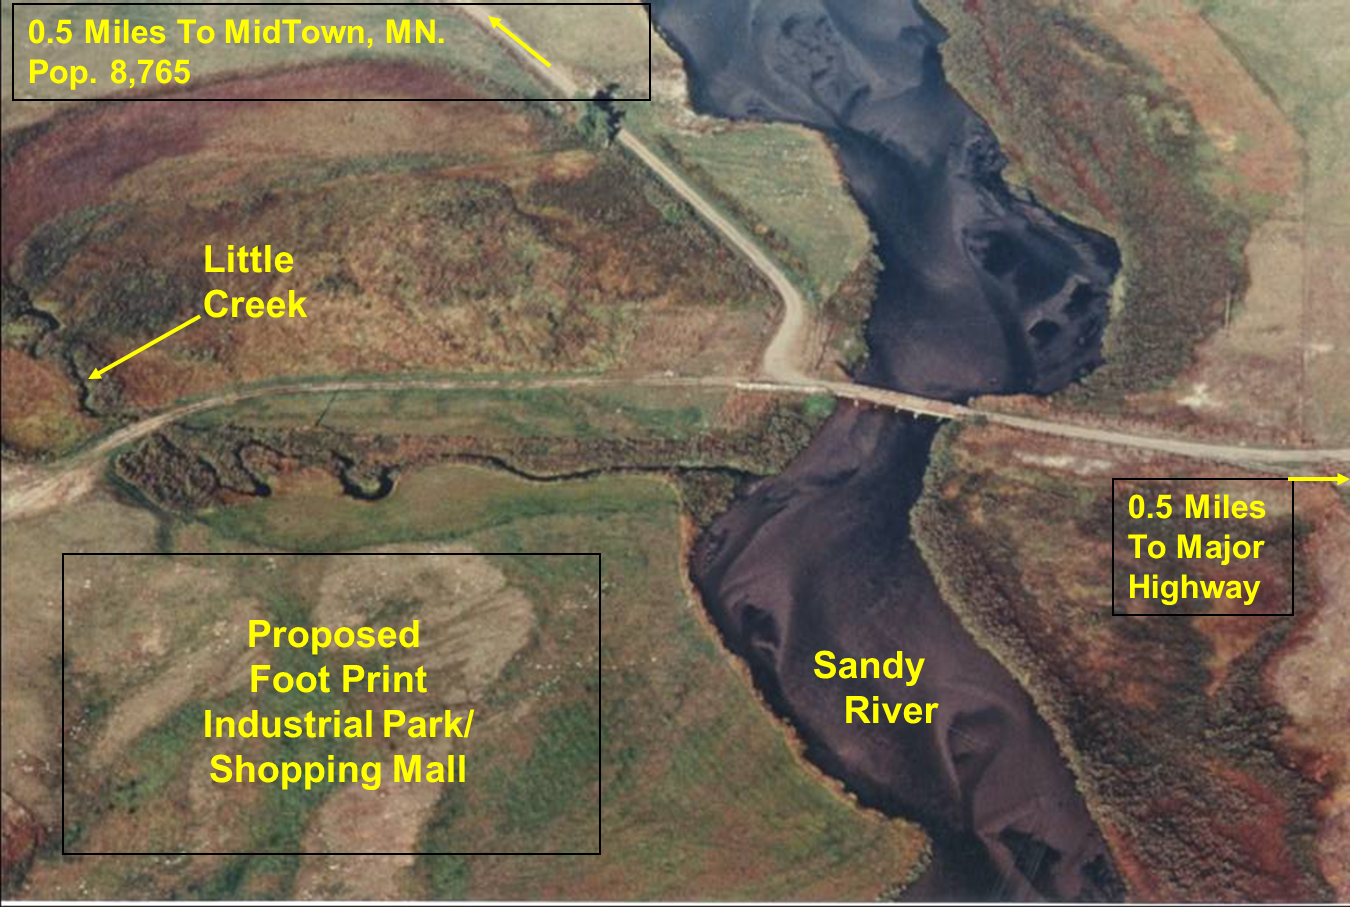 0.5 Miles To MidTown, MN.
Pop. 8,765
Little
Creek
0.5 Miles
To Major
Highway
Proposed
Foot Print
Industrial Park/
Shopping Mall
Sandy
River